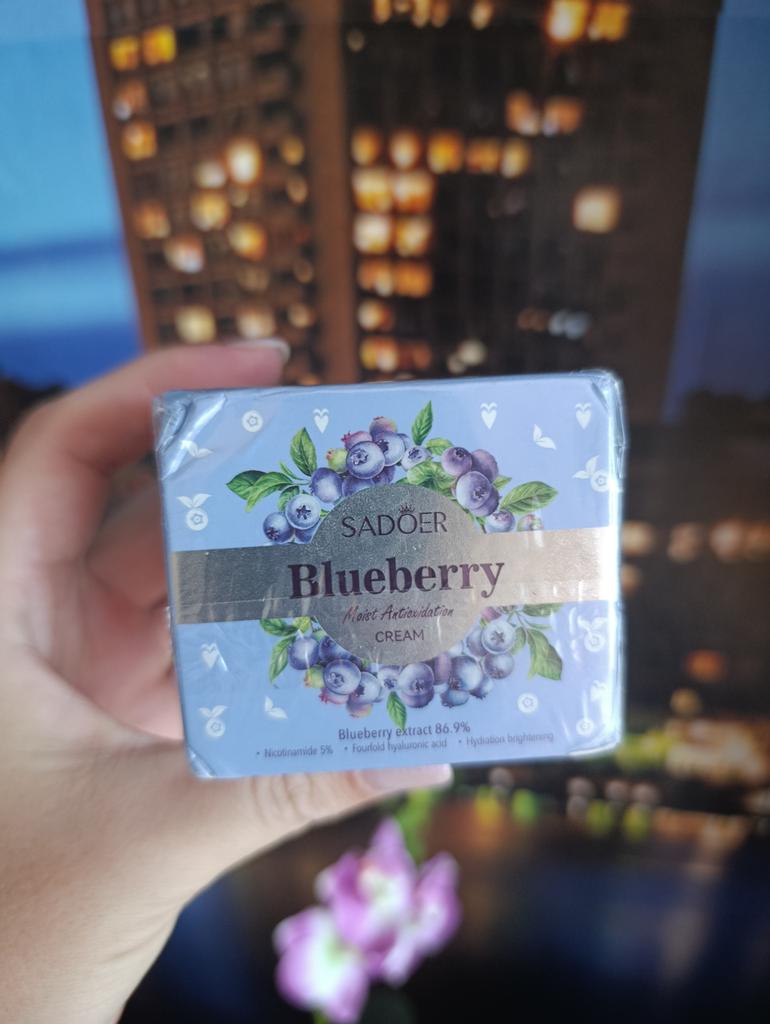 SADOER
Blueberry
Moist Antioxidation
CREAM
Blueberry extract 86.9%
• Nicotinamide 5% • Fourfold hyaluronic acid • Hydration brightening